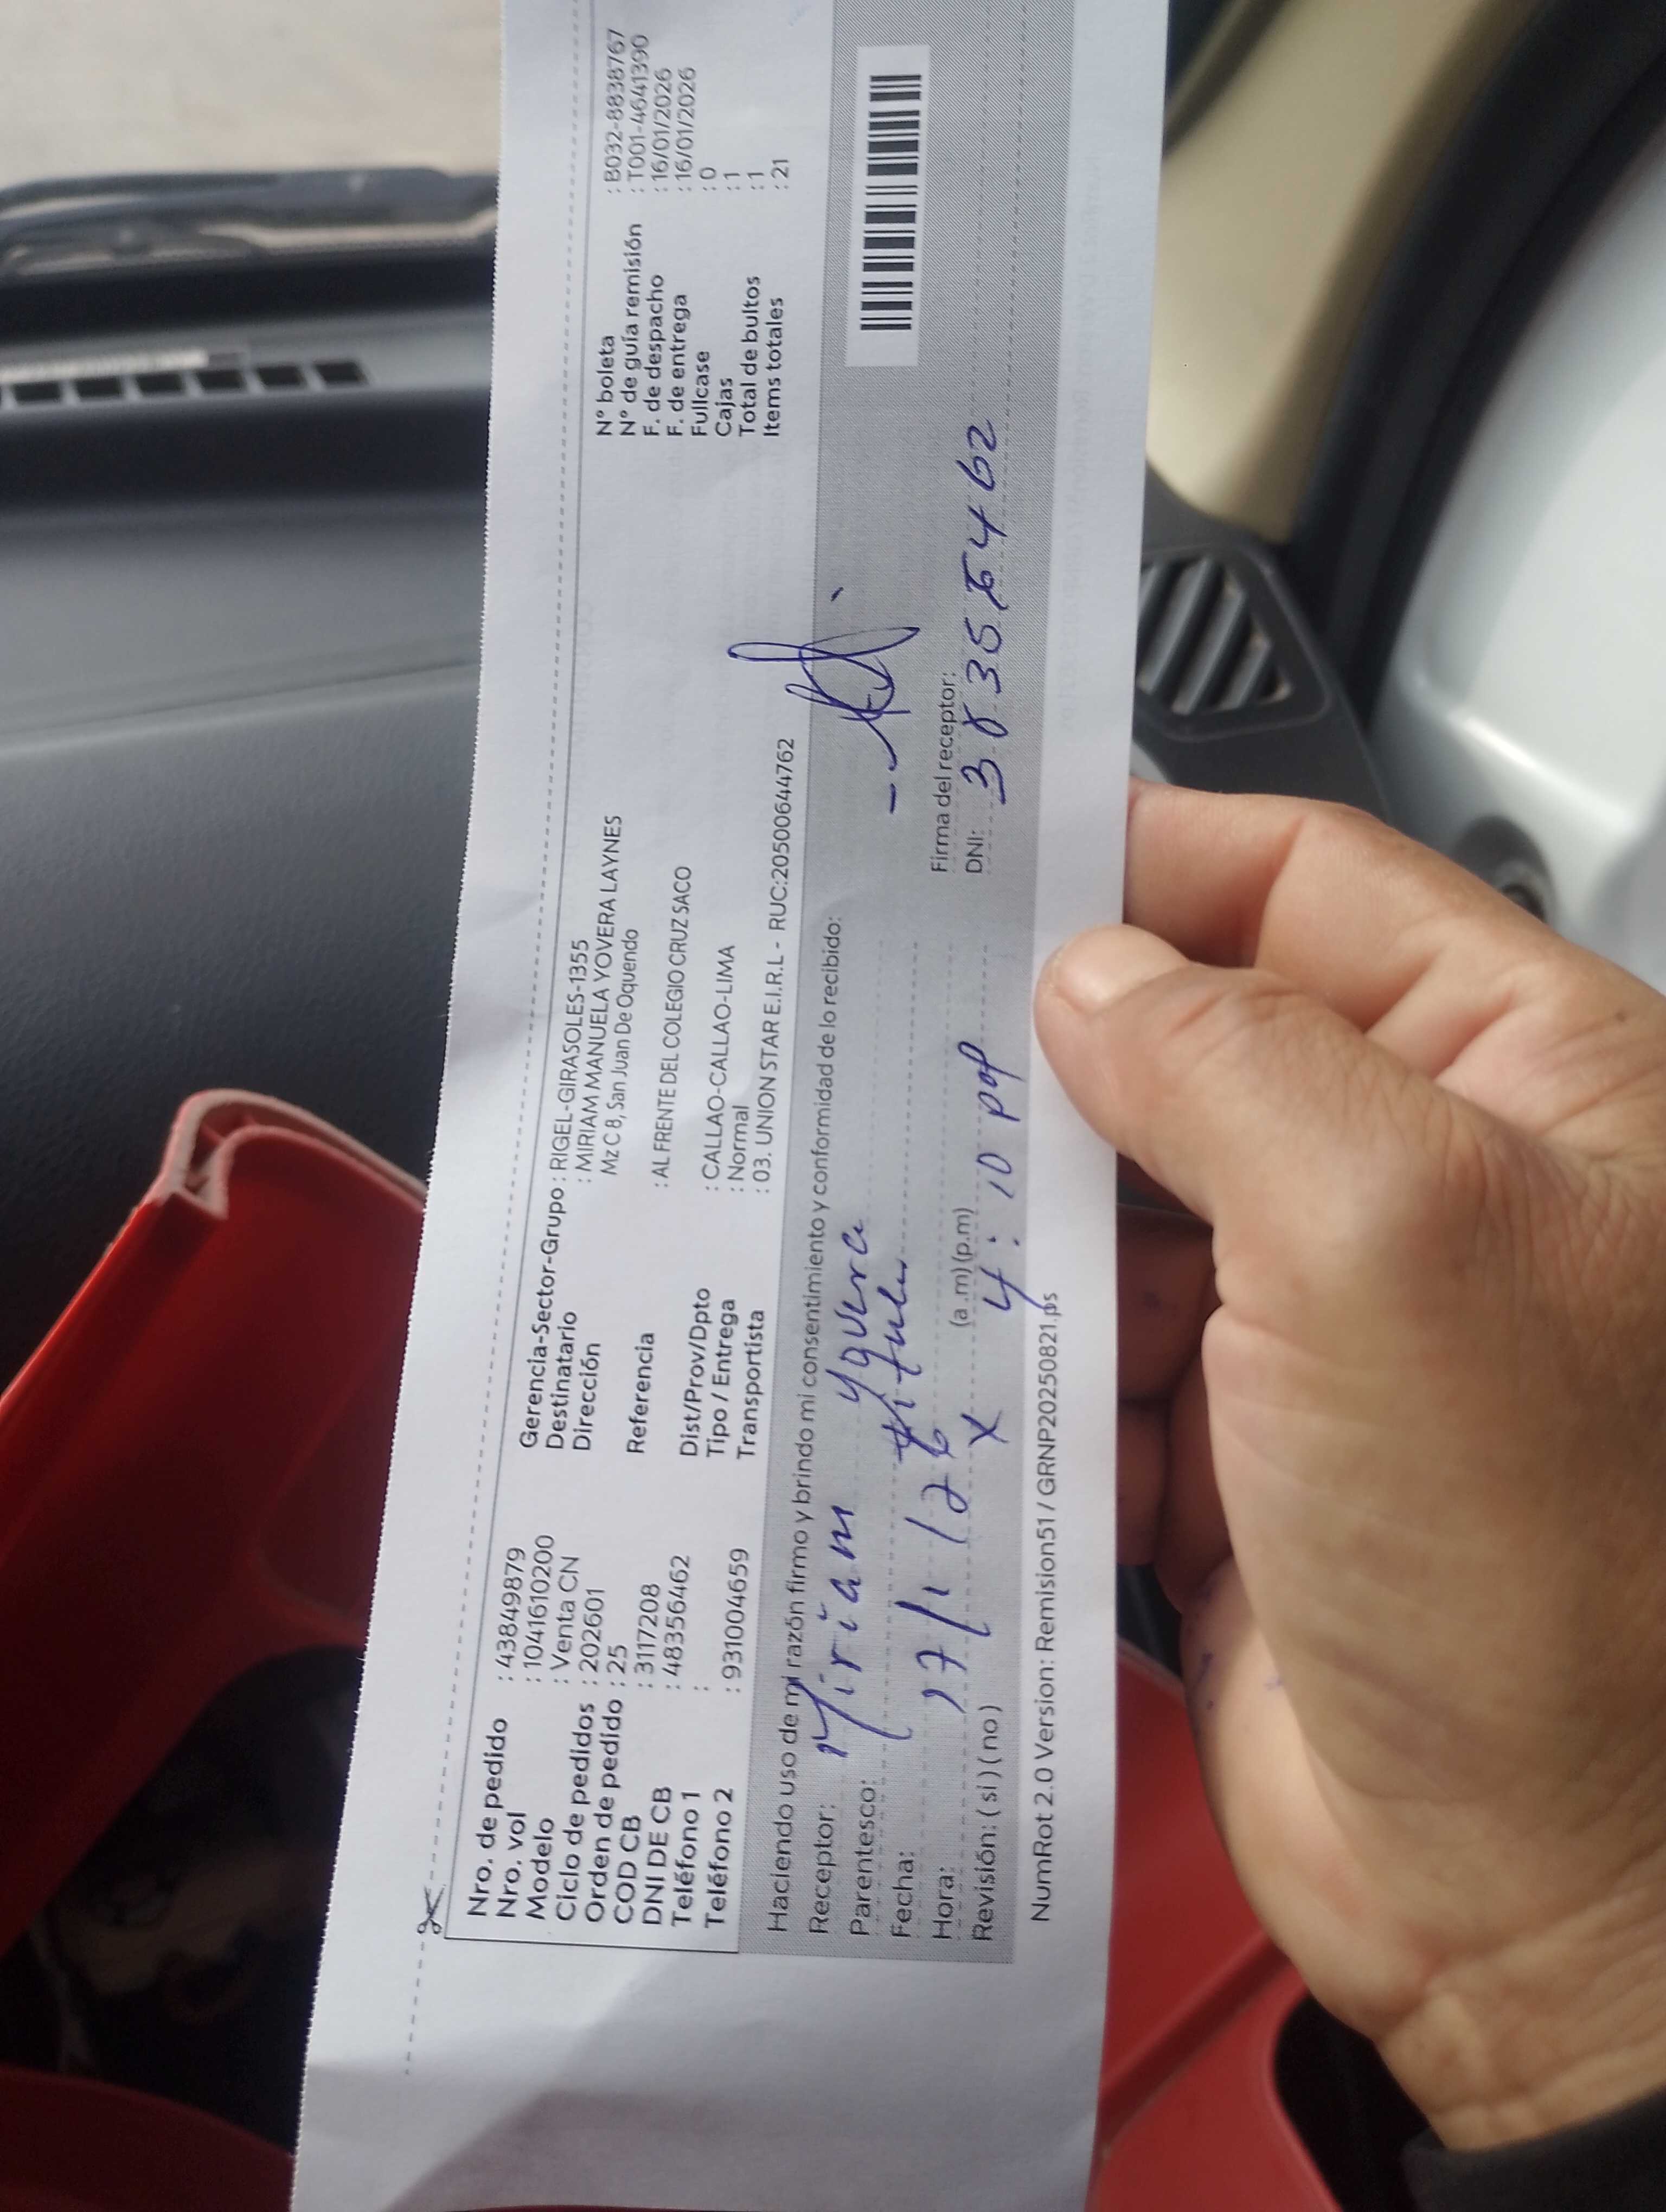 Nro. de pedido : 43849879
Nro. vol : 1041610200
Modelo : Venta CN
Ciclo de pedidos : 202601
Orden de pedido : 25
COD CB : 3117208
DNI DE CB : 48356462
Teléfono 1 :
Teléfono 2 : 931004659
Gerencia-Sector-Grupo : RIGEL-GIRASOLES-1355
Destinatario : MIRIAM MANUELA YOVERA LAYNES
Dirección Mz C 8, San Juan De Oquendo
Referencia : AL FRENTE DEL COLEGIO CRUZ SACO
Dist/Prov/Dpto : CALLAO-CALLAO-LIMA
Tipo / Entrega : Normal
Transportista : 03. UNION STAR E.I.R.L - RUC:20500644762
N° boleta : B032-8838767
N° de guía remisión : T001-4641390
F. de despacho : 16/01/2026
F. de entrega : 16/01/2026
Fullcase : 0
Cajas : 1
Total de bultos : 1
Items totales : 21
Haciendo uso de mi razón firmo y brindo mi consentimiento y conformidad de lo recibido:
Receptor: Miriam Yovera
Parentesco:
Fecha: 17/1/26
Hora: (a.m)(p.m) 4:10
Revisión: ( si ) ( no ) X
Firma del receptor:
DNI:
NumRot 2.0 Version: Remision51 / GRNP20250821.ps